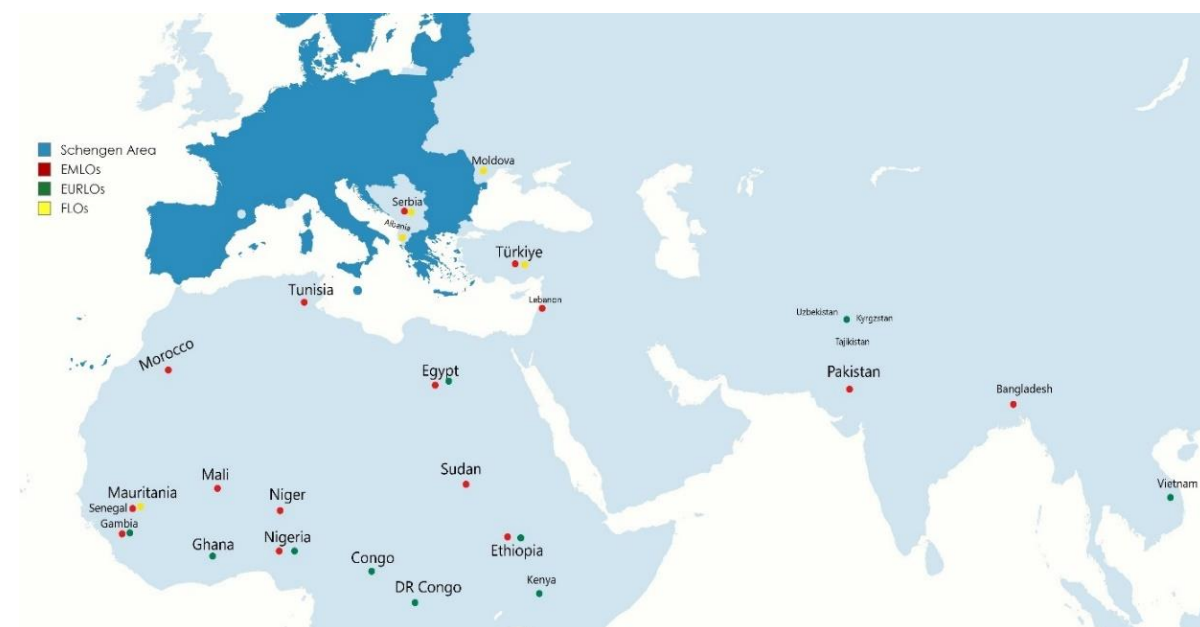 Schengen Area
EMLOs
EURLOs
FLOs
Moldova
Serbia
Albania
Türkiye
Tunisia
Lebanon
Uzbekistan
Kyrgzstan
Tajikistan
Morocco
Egypt
Pakistan
Bangladesh
Mali
Sudan
Mauritania
Niger
Senegal
Vietnam
Gambia
Ghana
Nigeria
Ethiopia
Congo
DR Congo
Kenya